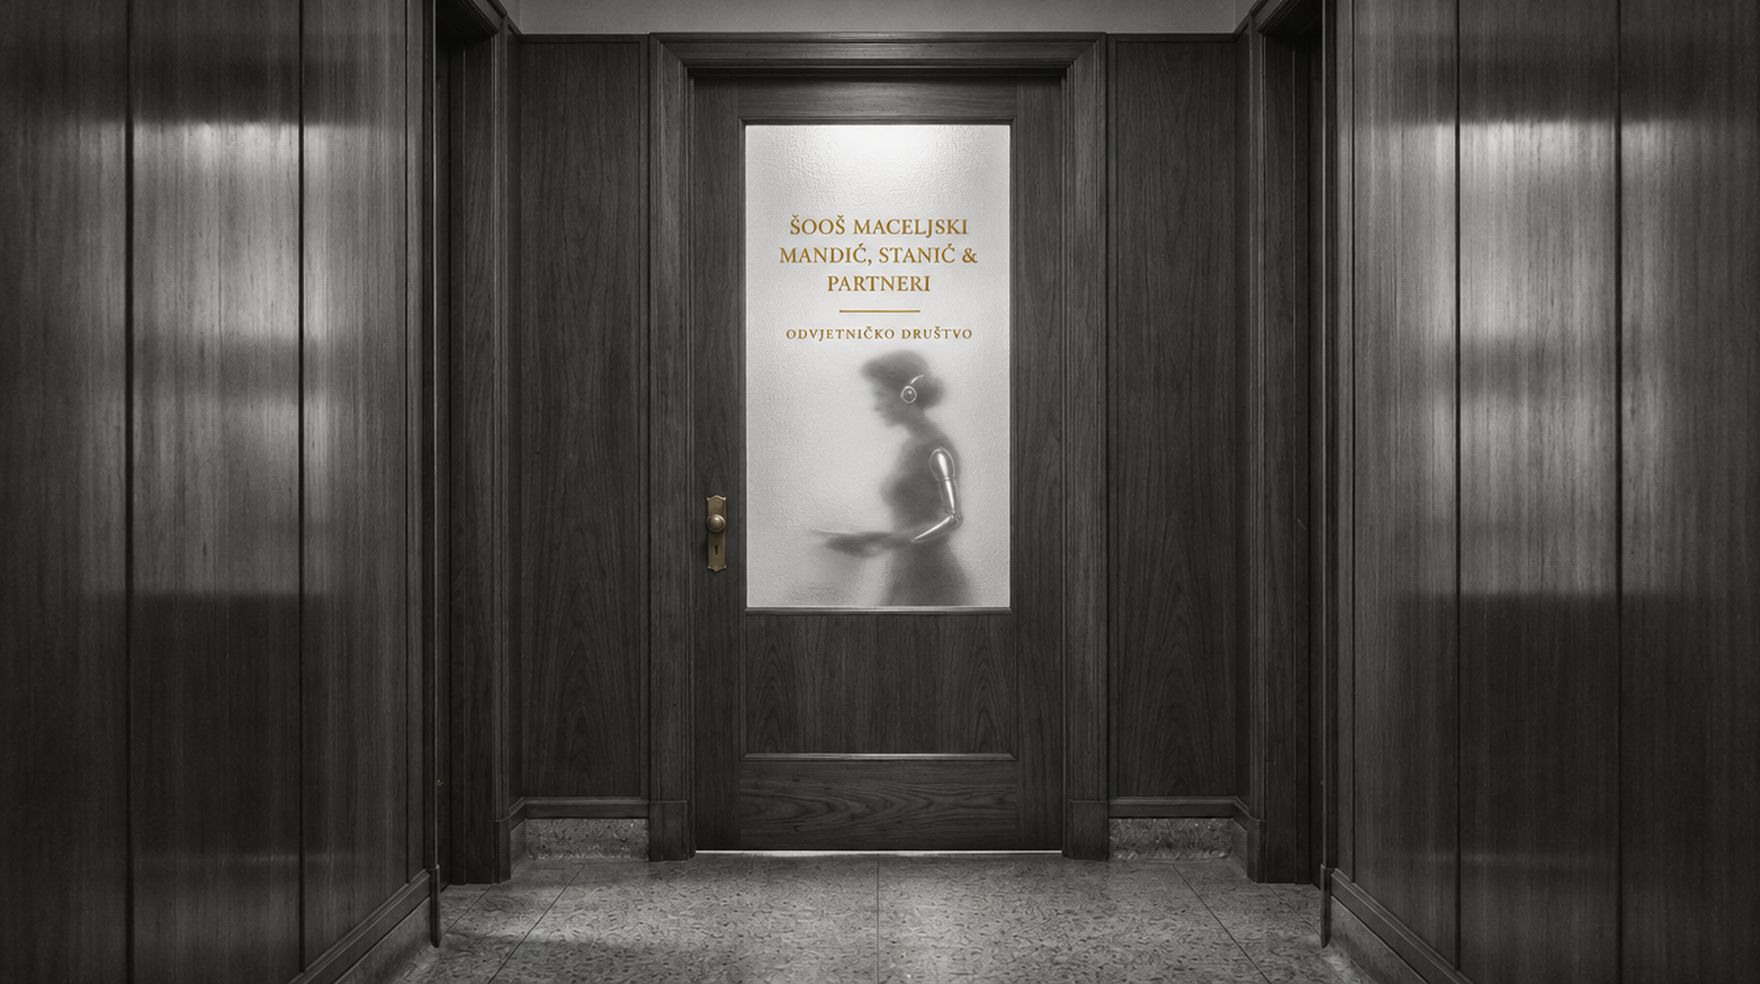 ŠOOŠ MACELJSKI
MANDIĆ, STANIĆ &
PARTNERI
ODVJETNIČKO DRUŠTVO